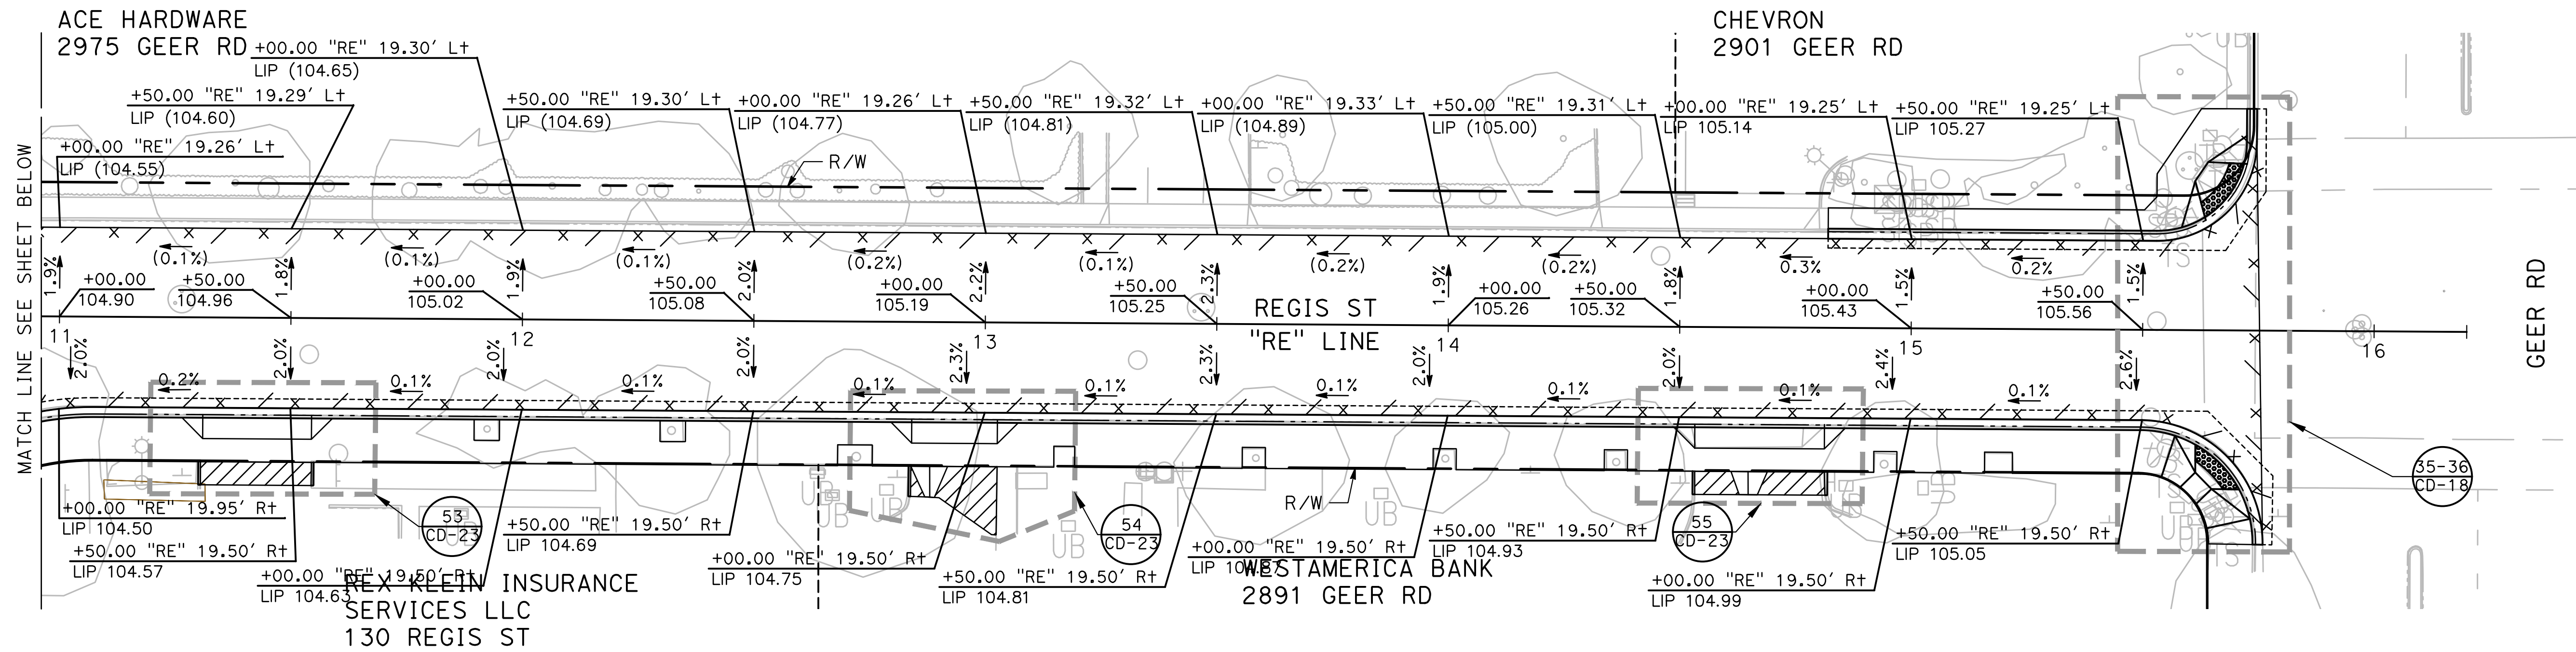 ACE HARDWARE
2975 GEER RD
CHEVRON
2901 GEER RD
+00.00 "RE" 19.30' Lt
LIP (104.65)
+50.00 "RE" 19.29' Lt
LIP (104.60)
+00.00 "RE" 19.26' Lt
LIP (104.55)
+50.00 "RE" 19.30' Lt
LIP (104.69)
+00.00 "RE" 19.26' Lt
LIP (104.77)
+50.00 "RE" 19.32' Lt
LIP (104.81)
+00.00 "RE" 19.33' Lt
LIP (104.89)
+50.00 "RE" 19.31' Lt
LIP (105.00)
+00.00 "RE" 19.25' Lt
LIP 105.14
+50.00 "RE" 19.25' Lt
LIP 105.27
UB
R/W
MATCH LINE SEE SHEET BELOW
(0.1%)
(0.1%)
(0.1%)
(0.2%)
(0.1%)
(0.2%)
(0.2%)
0.3%
0.2%
TS
1.9%
1.8%
1.9%
2.0%
2.2%
2.3%
1.9%
1.8%
1.5%
1.5%
+00.00
104.90
+50.00
104.96
+00.00
105.02
+50.00
105.08
+00.00
105.19
+50.00
105.25
+00.00
105.26
+50.00
105.32
+00.00
105.43
+50.00
105.56
REGIS ST
"RE" LINE
GEER RD
11
12
13
14
15
16
2.0%
2.0%
2.0%
2.0%
2.3%
2.3%
2.0%
2.0%
2.4%
2.6%
0.2%
0.1%
0.1%
0.1%
0.1%
0.1%
0.1%
0.1%
0.1%
35-36
CD-18
R/W
UB
UB
UB
UB
UB
UB
UB
TS
+00.00 "RE" 19.95' Rt
LIP 104.50
+50.00 "RE" 19.50' Rt
LIP 104.57
+00.00 "RE" 19.50' Rt
LIP 104.63
53
CD-23
+50.00 "RE" 19.50' Rt
LIP 104.69
+00.00 "RE" 19.50' Rt
LIP 104.75
+50.00 "RE" 19.50' Rt
LIP 104.81
54
CD-23
+00.00 "RE" 19.50' Rt
+50.00 "RE" 19.50' Rt
LIP 104.93
55
CD-23
+00.00 "RE" 19.50' Rt
LIP 104.99
+50.00 "RE" 19.50' Rt
LIP 105.05
REX KLEIN INSURANCE
SERVICES LLC
130 REGIS ST
WESTAMERICA BANK
2891 GEER RD